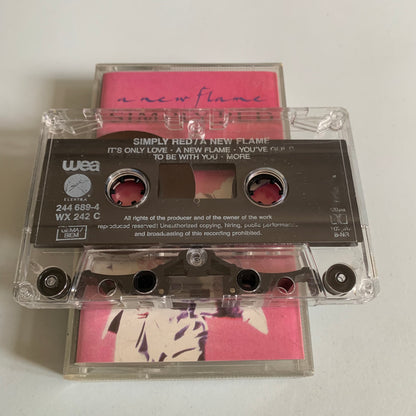 a new flame
SIMPLY RED / A NEW FLAME
IT'S ONLY LOVE · A NEW FLAME · YOU'VE
TO BE WITH YOU · MORE
wea
ELEKTRA
244 689-4
WX 242 C
All rights of the producer and of the owner of the work
reproduced reserved! Unauthorized copying, hiring, public performance
and broadcasting of this recording prohibited.